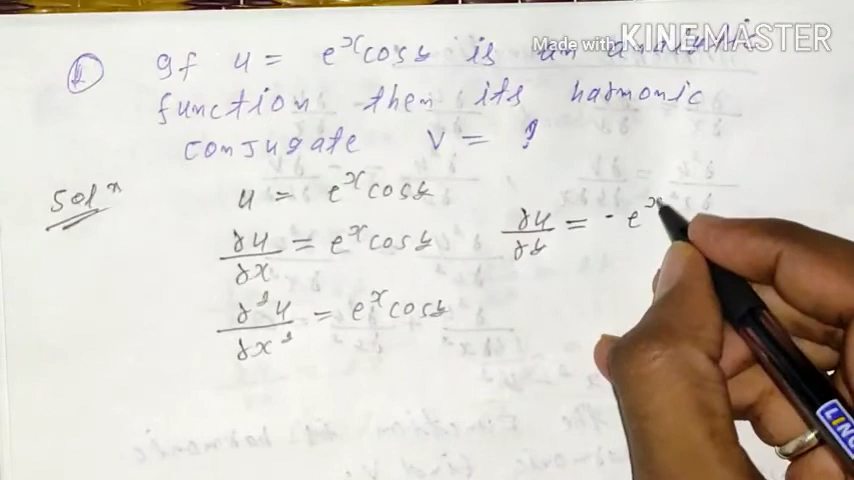 Made with KINEMASTER
① If u = e^x cos y is an analytic
function then its harmonic
conjugate v = ?
Sol^n u = e^x cos y
∂u/∂x = e^x cos y ∂u/∂y = - e^x
∂²u/∂x² = e^x cos y
LINC